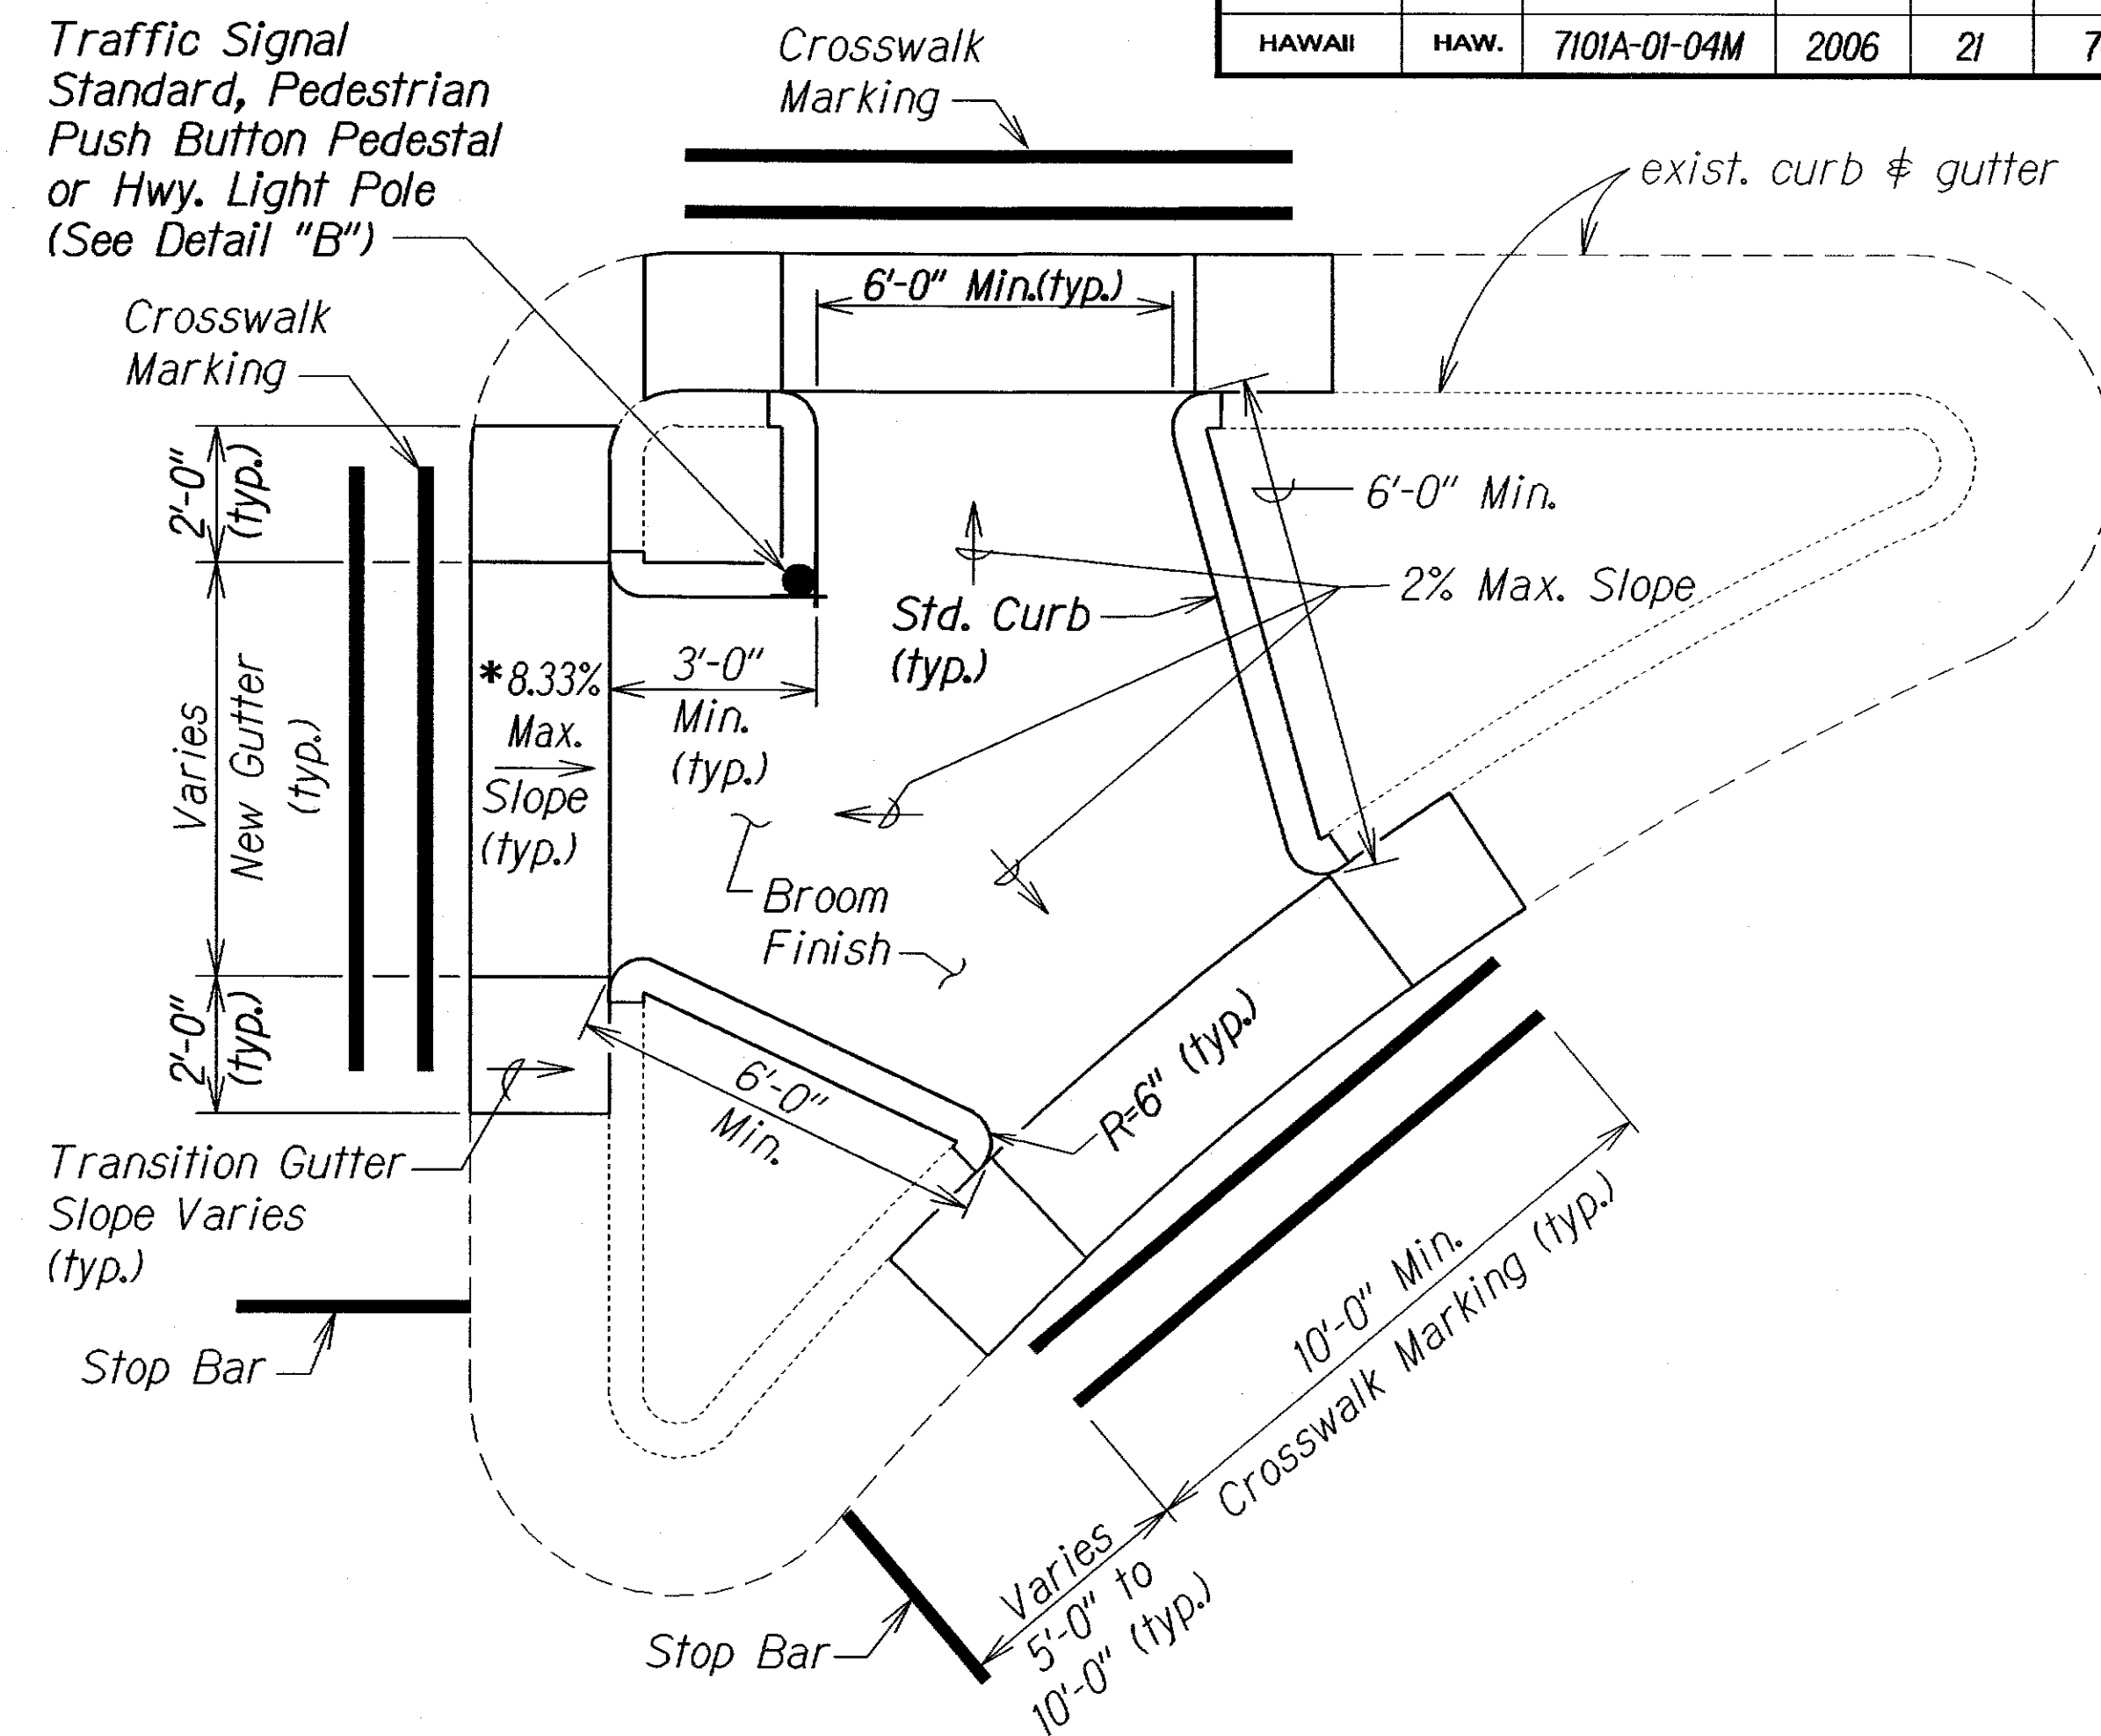 HAWAII HAW. 7101A-01-04M 2006 21
Traffic Signal
Standard, Pedestrian
Push Button Pedestal
or Hwy. Light Pole
(See Detail "B")
Crosswalk
Marking
exist. curb & gutter
6'-0" Min.(typ.)
Crosswalk
Marking
2'-0"
(typ.)
6'-0" Min.
2% Max. Slope
Std. Curb
(typ.)
*8.33%
Max.
Slope
(typ.)
3'-0"
Min.
(typ.)
Varies
New Gutter
(typ.)
Broom
Finish
2'-0"
(typ.)
6'-0"
Min.
R=6" (typ.)
Transition Gutter
Slope Varies
(typ.)
Stop Bar
10'-0" Min.
Crosswalk Marking (typ.)
Varies
5'-0" to
10'-0" (typ.)
Stop Bar